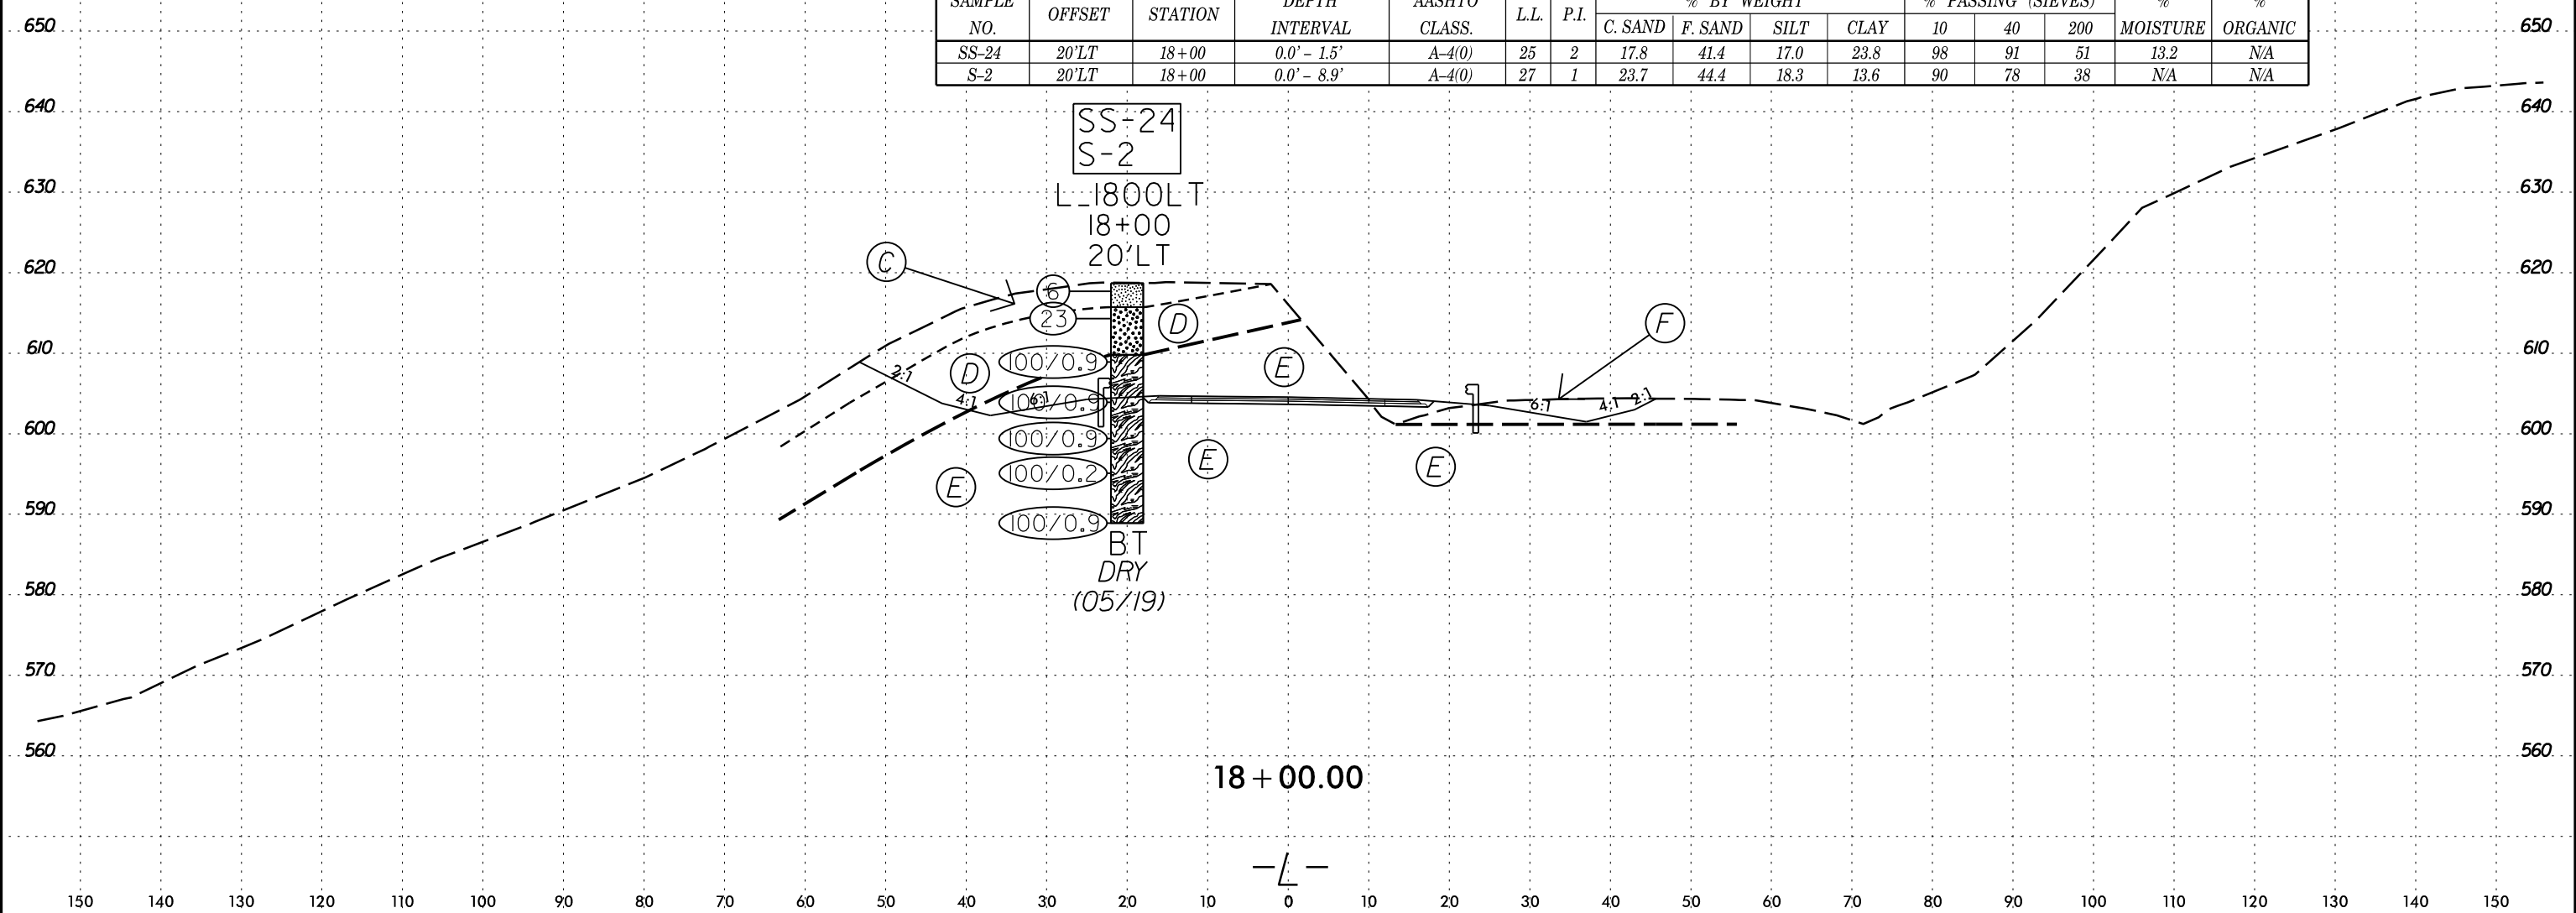 SAMPLE NO. OFFSET STATION DEPTH INTERVAL AASHTO CLASS. L.L. P.I. % BY WEIGHT C. SAND F. SAND SILT CLAY % PASSING (SIEVES) 10 40 200 % MOISTURE % ORGANIC
SS-24 20'LT 18+00 0.0' - 1.5' A-4(0) 25 2 17.8 41.4 17.0 23.8 98 91 51 13.2 N/A
S-2 20'LT 18+00 0.0' - 8.9' A-4(0) 27 1 23.7 44.4 18.3 13.6 90 78 38 N/A N/A
650 650
640 640
SS-24
S-2
630 630
L_1800LT
18+00
20'LT
620 620
C
6
23
D
F
610 610
100/0.9
E
D
2:1
4:1
6:1
100/0.9
6:1
4:1
2:1
600 600
100/0.9
E
E
100/0.2
E
590 590
100/0.9
BT
DRY
(05/19)
580 580
570 570
560 560
18+00.00
-L-
150 140 130 120 110 100 90 80 70 60 50 40 30 20 10 0 10 20 30 40 50 60 70 80 90 100 110 120 130 140 150